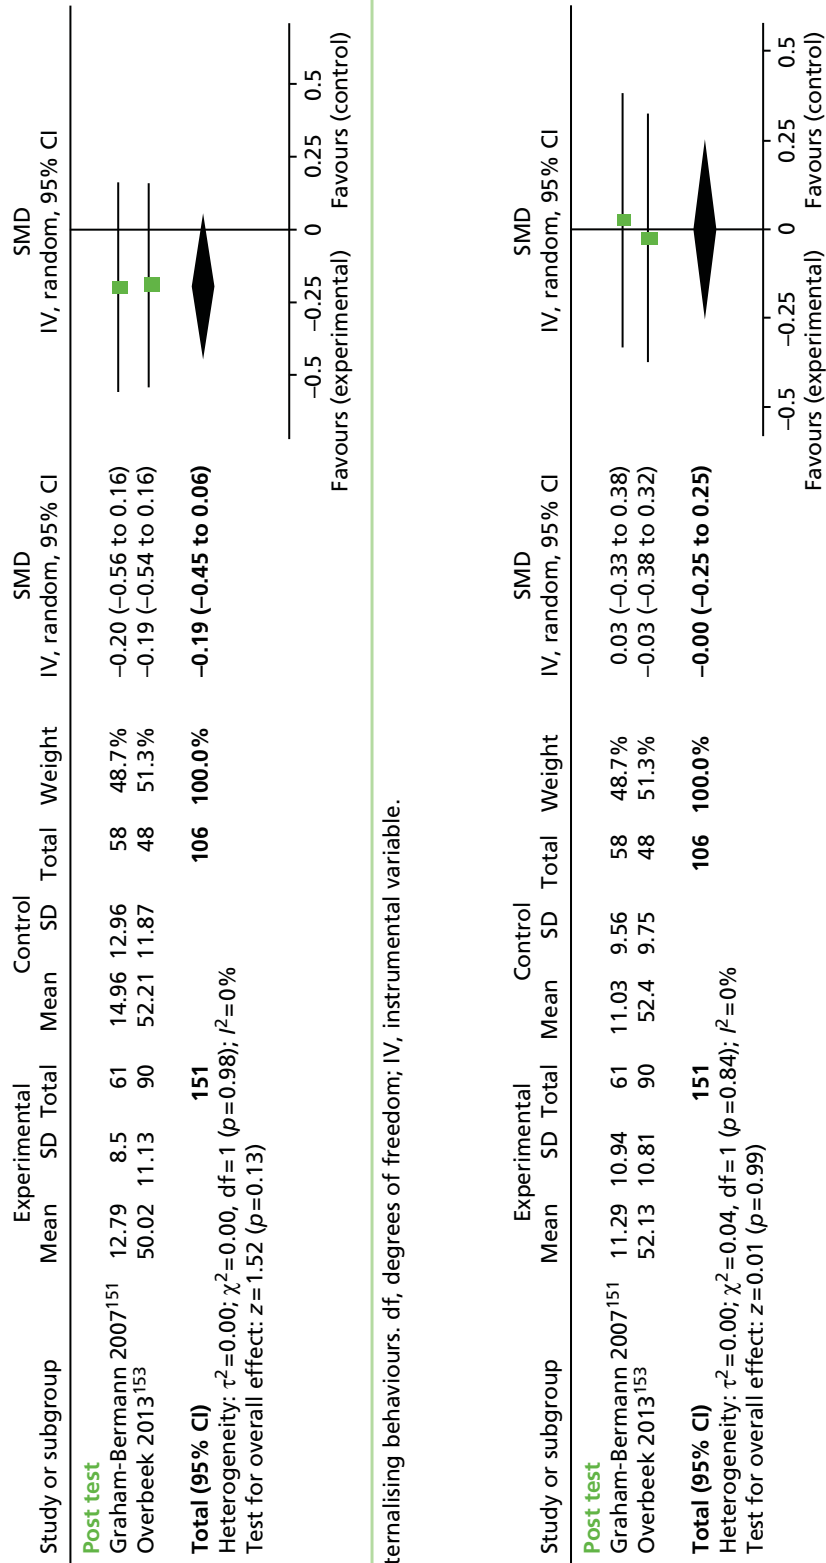 Experimental Control SMD SMD
Study or subgroup Mean SD Total Mean SD Total Weight IV, random, 95% CI IV, random, 95% CI
Post test
Graham-Bermann 2007151 12.79 8.5 61 14.96 12.96 58 48.7% −0.20 (−0.56 to 0.16)
Overbeek 2013153 50.02 11.13 90 52.21 11.87 48 51.3% −0.19 (−0.54 to 0.16)
Total (95% CI) 151 106 100.0% −0.19 (−0.45 to 0.06)
Heterogeneity: τ2=0.00; χ2=0.00, df=1 (p=0.98); I2=0%
Test for overall effect: z=1.52 (p=0.13)
−0.5 −0.25 0 0.25 0.5
Favours (experimental) Favours (control)
ternalising behaviours. df, degrees of freedom; IV, instrumental variable.
Experimental Control SMD SMD
Study or subgroup Mean SD Total Mean SD Total Weight IV, random, 95% CI IV, random, 95% CI
Post test
Graham-Bermann 2007151 11.29 10.94 61 11.03 9.56 58 48.7% 0.03 (−0.33 to 0.38)
Overbeek 2013153 52.13 10.81 90 52.4 9.75 48 51.3% −0.03 (−0.38 to 0.32)
Total (95% CI) 151 106 100.0% −0.00 (−0.25 to 0.25)
Heterogeneity: τ2=0.00; χ2=0.04, df=1 (p=0.84); I2=0%
Test for overall effect: z=0.01 (p=0.99)
−0.5 −0.25 0 0.25 0.5
Favours (experimental) Favours (control)